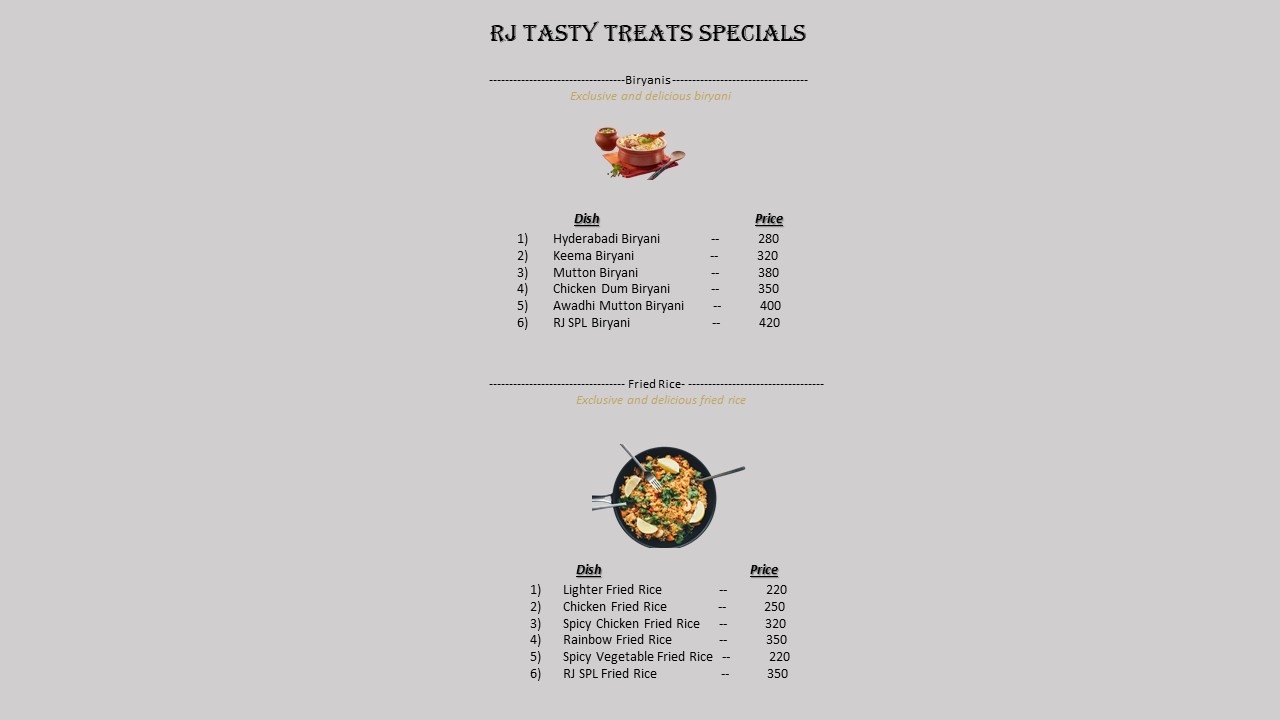 RJ TASTY TREATS SPECIALS
----------------------------------Biryanis----------------------------------
Exclusive and delicious biryani
Dish Price
1) Hyderabadi Biryani -- 280
2) Keema Biryani -- 320
3) Mutton Biryani -- 380
4) Chicken Dum Biryani -- 350
5) Awadhi Mutton Biryani -- 400
6) RJ SPL Biryani -- 420
---------------------------------- Fried Rice- ----------------------------------
Exclusive and delicious fried rice
Dish Price
1) Lighter Fried Rice -- 220
2) Chicken Fried Rice -- 250
3) Spicy Chicken Fried Rice -- 320
4) Rainbow Fried Rice -- 350
5) Spicy Vegetable Fried Rice -- 220
6) RJ SPL Fried Rice -- 350